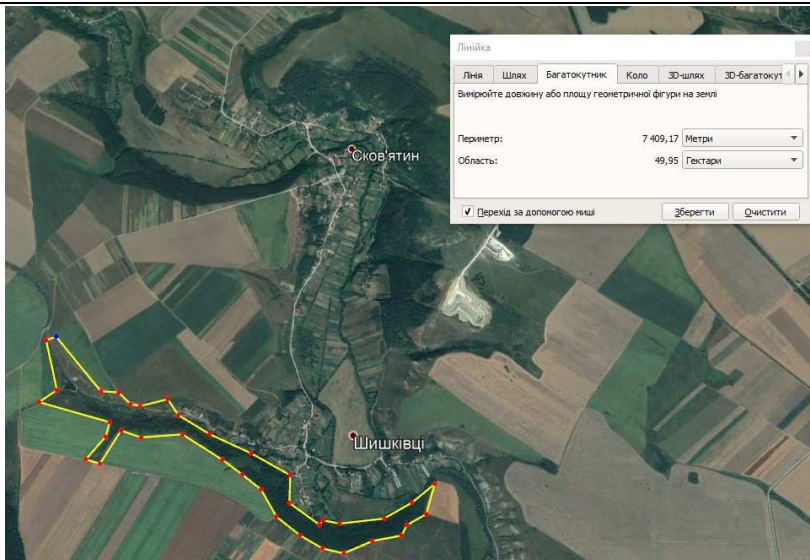 Лінійка
Лінія Шлях Багатокутник Коло 3D-шлях 3D-багатокут
Виміряйте довжину або площу геометричної фігури на землі
Периметр: 7 409,17 Метри
Область: 49,95 Гектари
Перехід за допомогою миші Зберегти Очистити
Сков'ятин
Шишківці